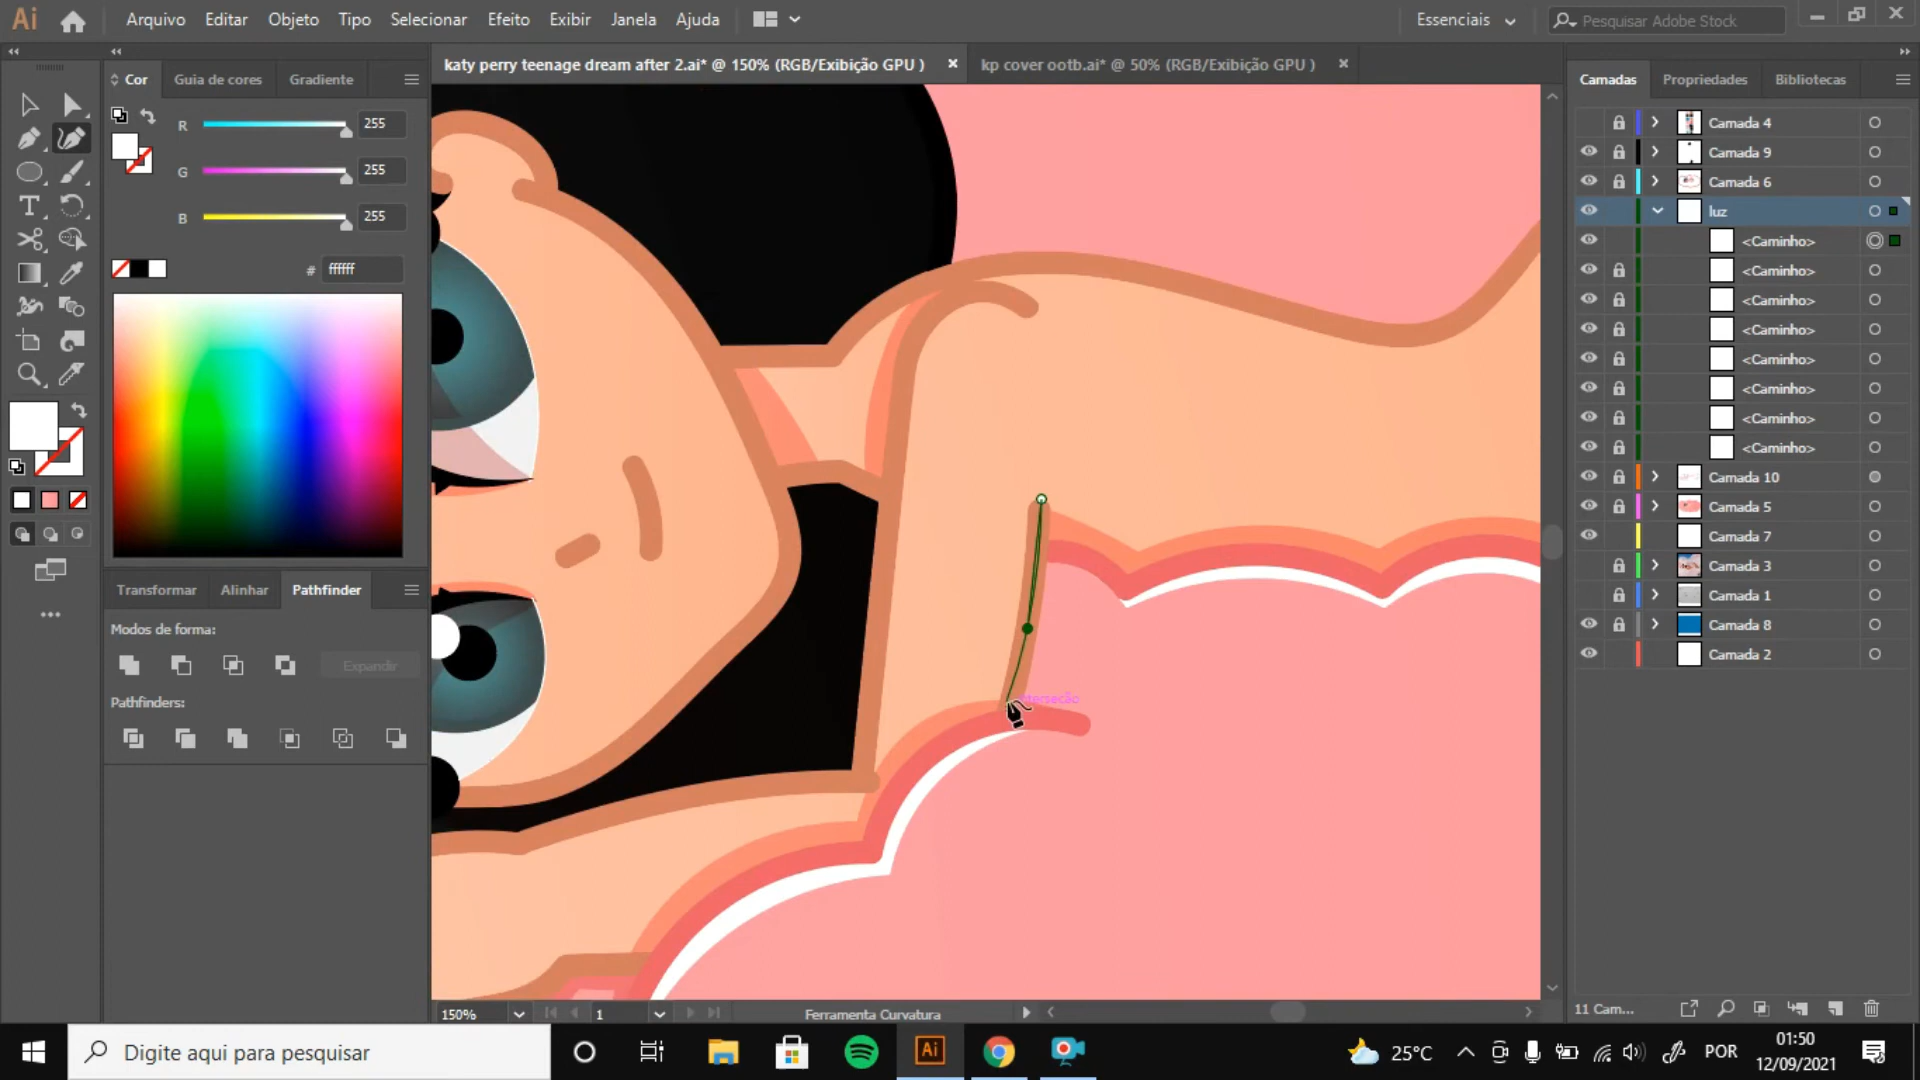 Ai Arquivo Editar Objeto Tipo Selecionar Efeito Exibir Janela Ajuda Essenciais Pesquisar Adobe Stock
katy perry teenage dream after 2.ai* @ 150% (RGB/Exibição GPU ) kp cover ootb.ai* @ 50% (RGB/Exibição GPU )
Cor Guia de cores Gradiente
R 255
G 255
B 255
# ffffff
Transformar Alinhar Pathfinder
Modos de forma:
Expandir
Pathfinders:
Camadas Propriedades Bibliotecas
Camada 4
Camada 9
Camada 6
luz
<Caminho>
<Caminho>
<Caminho>
<Caminho>
<Caminho>
<Caminho>
<Caminho>
<Caminho>
Camada 10
Camada 5
Camada 7
Camada 3
Camada 1
Camada 8
Camada 2
11 Cam...
150% 1 Ferramenta Curvatura
Digite aqui para pesquisar
Ai
25°C
POR
01:50
12/09/2021